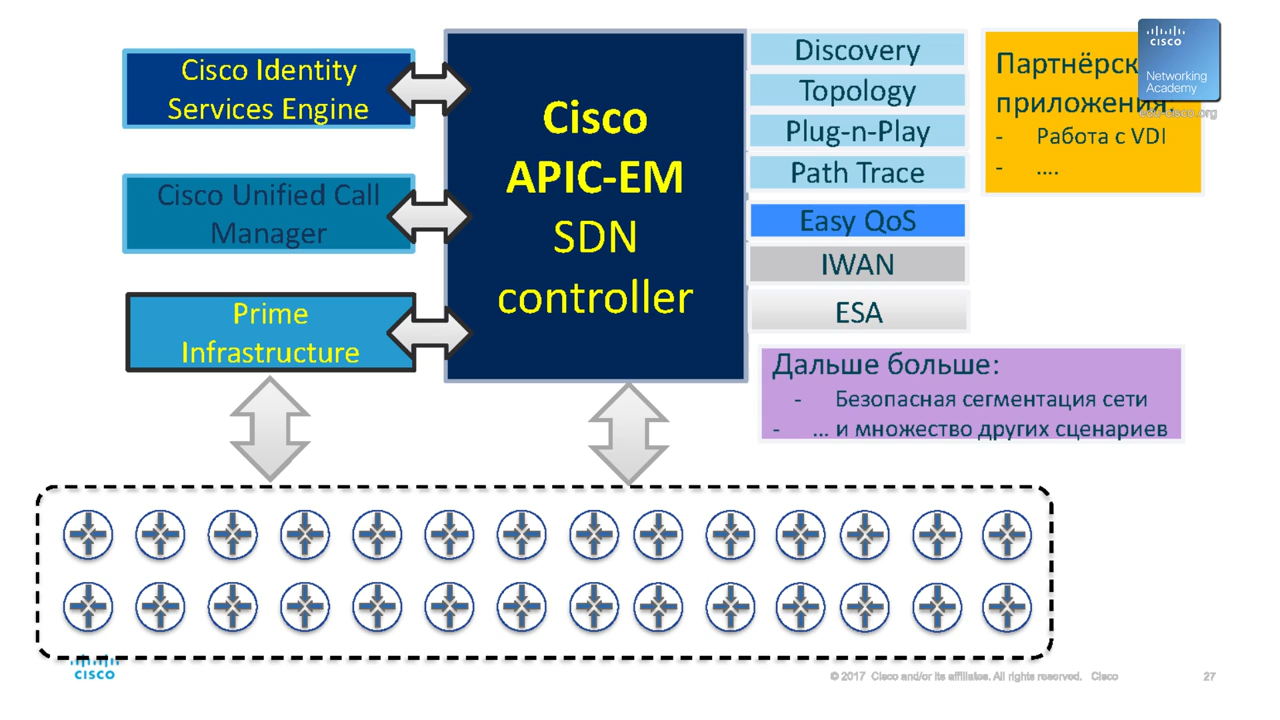 Cisco Identity
Services Engine
Cisco Unified Call
Manager
Prime
Infrastructure
Cisco
APIC-EM
SDN
controller
Discovery
Topology
Plug-n-Play
Path Trace
Easy QoS
IWAN
ESA
приложения:
- Работа с VDI
- ....
CISCO
Networking
Academy
Дальше больше:
- Безопасная сегментация сети
- ... и множество других сценариев
CISCO
© 2017 Cisco and/or its affiliates. All rights reserved. Cisco
27